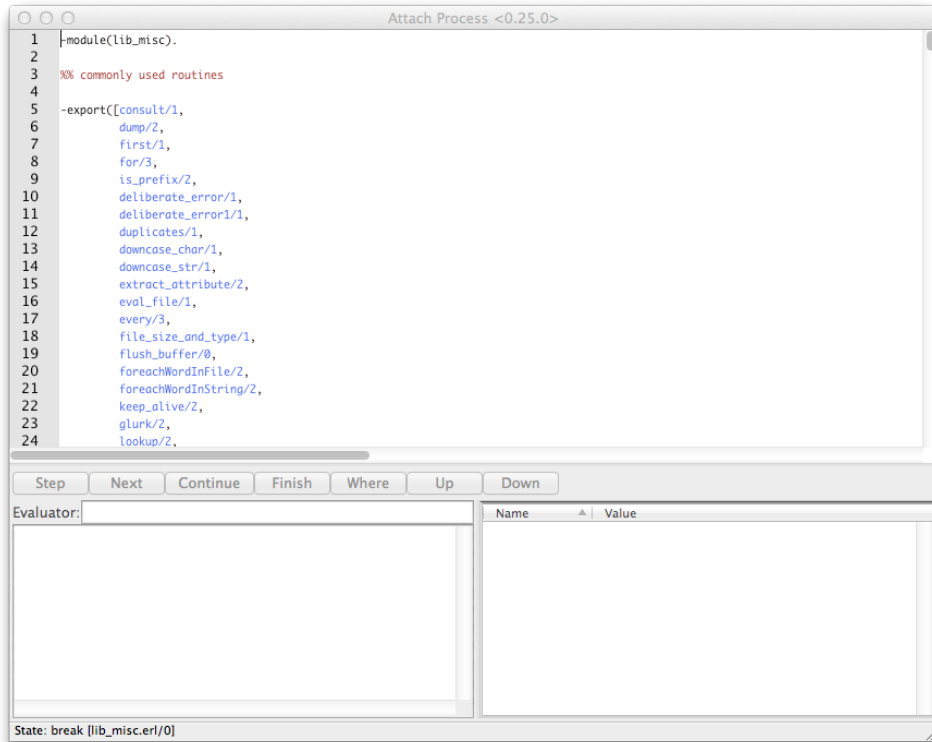 Attach Process <0.25.0>
1 -module(lib_misc).
2
3 %% commonly used routines
4
5 -export([consult/1,
6 dump/2,
7 first/1,
8 for/3,
9 is_prefix/2,
10 deliberate_error/1,
11 deliberate_error1/1,
12 duplicates/1,
13 downcase_char/1,
14 downcase_str/1,
15 extract_attribute/2,
16 eval_file/1,
17 every/3,
18 file_size_and_type/1,
19 flush_buffer/0,
20 foreachWordInFile/2,
21 foreachWordInString/2,
22 keep_alive/2,
23 glurk/2,
24 lookup/2,
Step Next Continue Finish Where Up Down
Evaluator:
Name Value
State: break [lib_misc.erl/0]